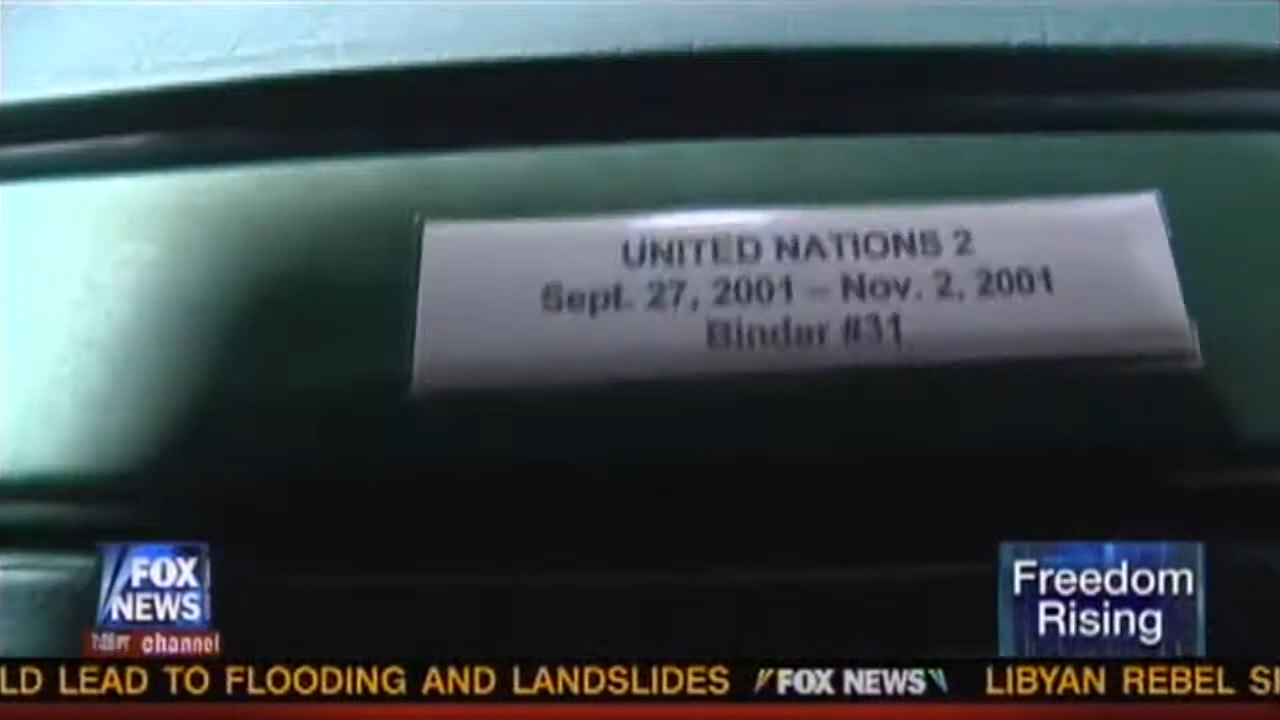 UNITED NATIONS 2
Sept. 27, 2001 – Nov. 2, 2001
Binder #31
FOX
NEWS
channel
Freedom
Rising
LD LEAD TO FLOODING AND LANDSLIDES FOX NEWS LIBYAN REBEL